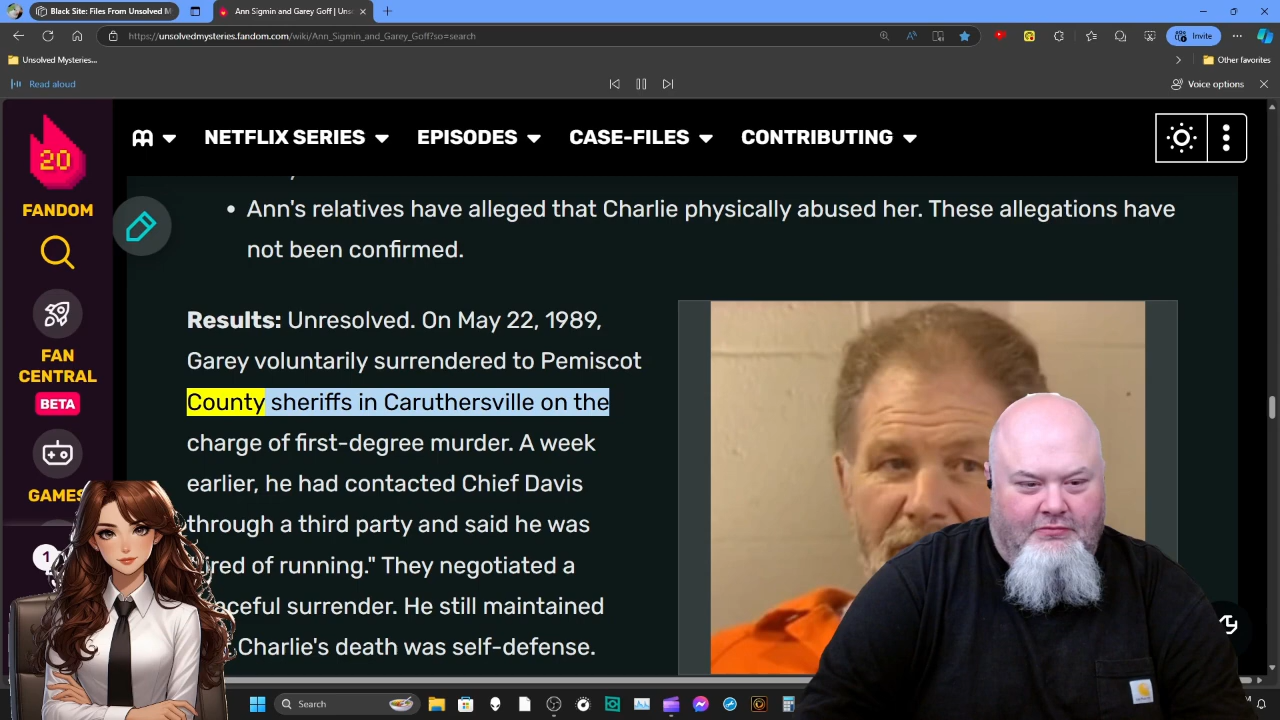 Black Site: Files From Unsolved M
Ann Sigmin and Garey Goff | Uns
https://unsolvedmysteries.fandom.com/wiki/Ann_Sigmin_and_Garey_Goff?so=search
Invite
Unsolved Mysteries...
Other favorites
Read aloud
Voice options
20
FANDOM
NETFLIX SERIES
EPISODES
CASE-FILES
CONTRIBUTING
FAN
CENTRAL
BETA
GAMES
1
Ann's relatives have alleged that Charlie physically abused her. These allegations have
not been confirmed.
Results: Unresolved. On May 22, 1989,
Garey voluntarily surrendered to Pemiscot
County sheriffs in Caruthersville on the
charge of first-degree murder. A week
earlier, he had contacted Chief Davis
through a third party and said he was
running." They negotiated a
surrender. He still maintained
Charlie's death was self-defense.
Search